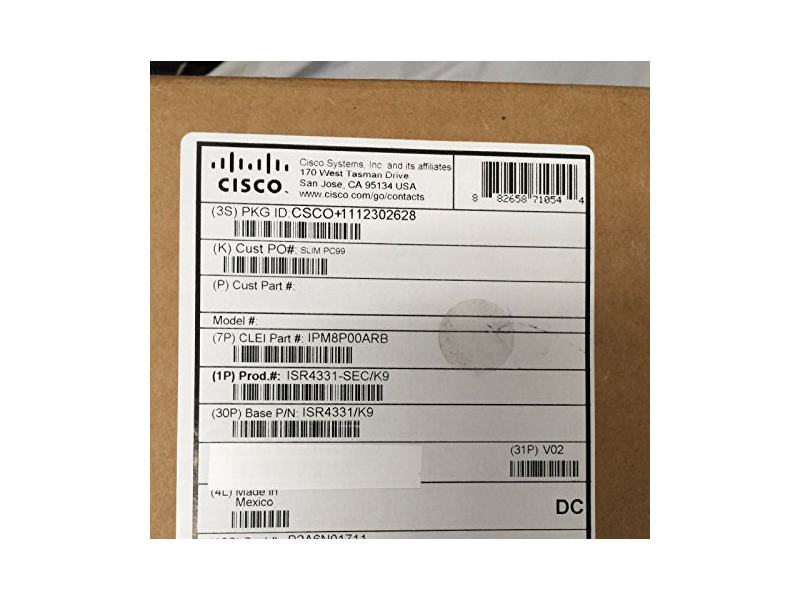 CISCO.
Cisco Systems, Inc. and its affiliates
170 West Tasman Drive
San Jose, CA 95134 USA
www.cisco.com/go/contacts
8 82658 71054 4
(3S) PKG ID:CSCO+1112302628
(K) Cust PO#: SLIM PC99
(P) Cust Part #:
Model #:
(7P) CLEI Part #: IPM8P00ARB
(1P) Prod.#: ISR4331-SEC/K9
(30P) Base P/N: ISR4331/K9
(31P) V02
(4L) Made in
Mexico
DC